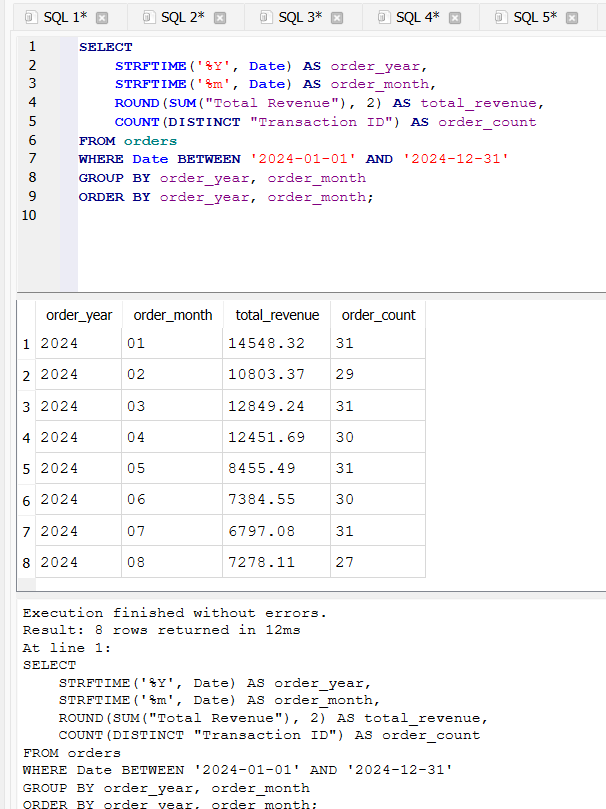 SQL 1* SQL 2* SQL 3* SQL 4* SQL 5*
1 SELECT
2 STRFTIME('%Y', Date) AS order_year,
3 STRFTIME('%m', Date) AS order_month,
4 ROUND(SUM("Total Revenue"), 2) AS total_revenue,
5 COUNT(DISTINCT "Transaction ID") AS order_count
6 FROM orders
7 WHERE Date BETWEEN '2024-01-01' AND '2024-12-31'
8 GROUP BY order_year, order_month
9 ORDER BY order_year, order_month;
10
order_year order_month total_revenue order_count
1 2024 01 14548.32 31
2 2024 02 10803.37 29
3 2024 03 12849.24 31
4 2024 04 12451.69 30
5 2024 05 8455.49 31
6 2024 06 7384.55 30
7 2024 07 6797.08 31
8 2024 08 7278.11 27
Execution finished without errors.
Result: 8 rows returned in 12ms
At line 1:
SELECT
STRFTIME('%Y', Date) AS order_year,
STRFTIME('%m', Date) AS order_month,
ROUND(SUM("Total Revenue"), 2) AS total_revenue,
COUNT(DISTINCT "Transaction ID") AS order_count
FROM orders
WHERE Date BETWEEN '2024-01-01' AND '2024-12-31'
GROUP BY order_year, order_month
ORDER BY order_year, order_month;